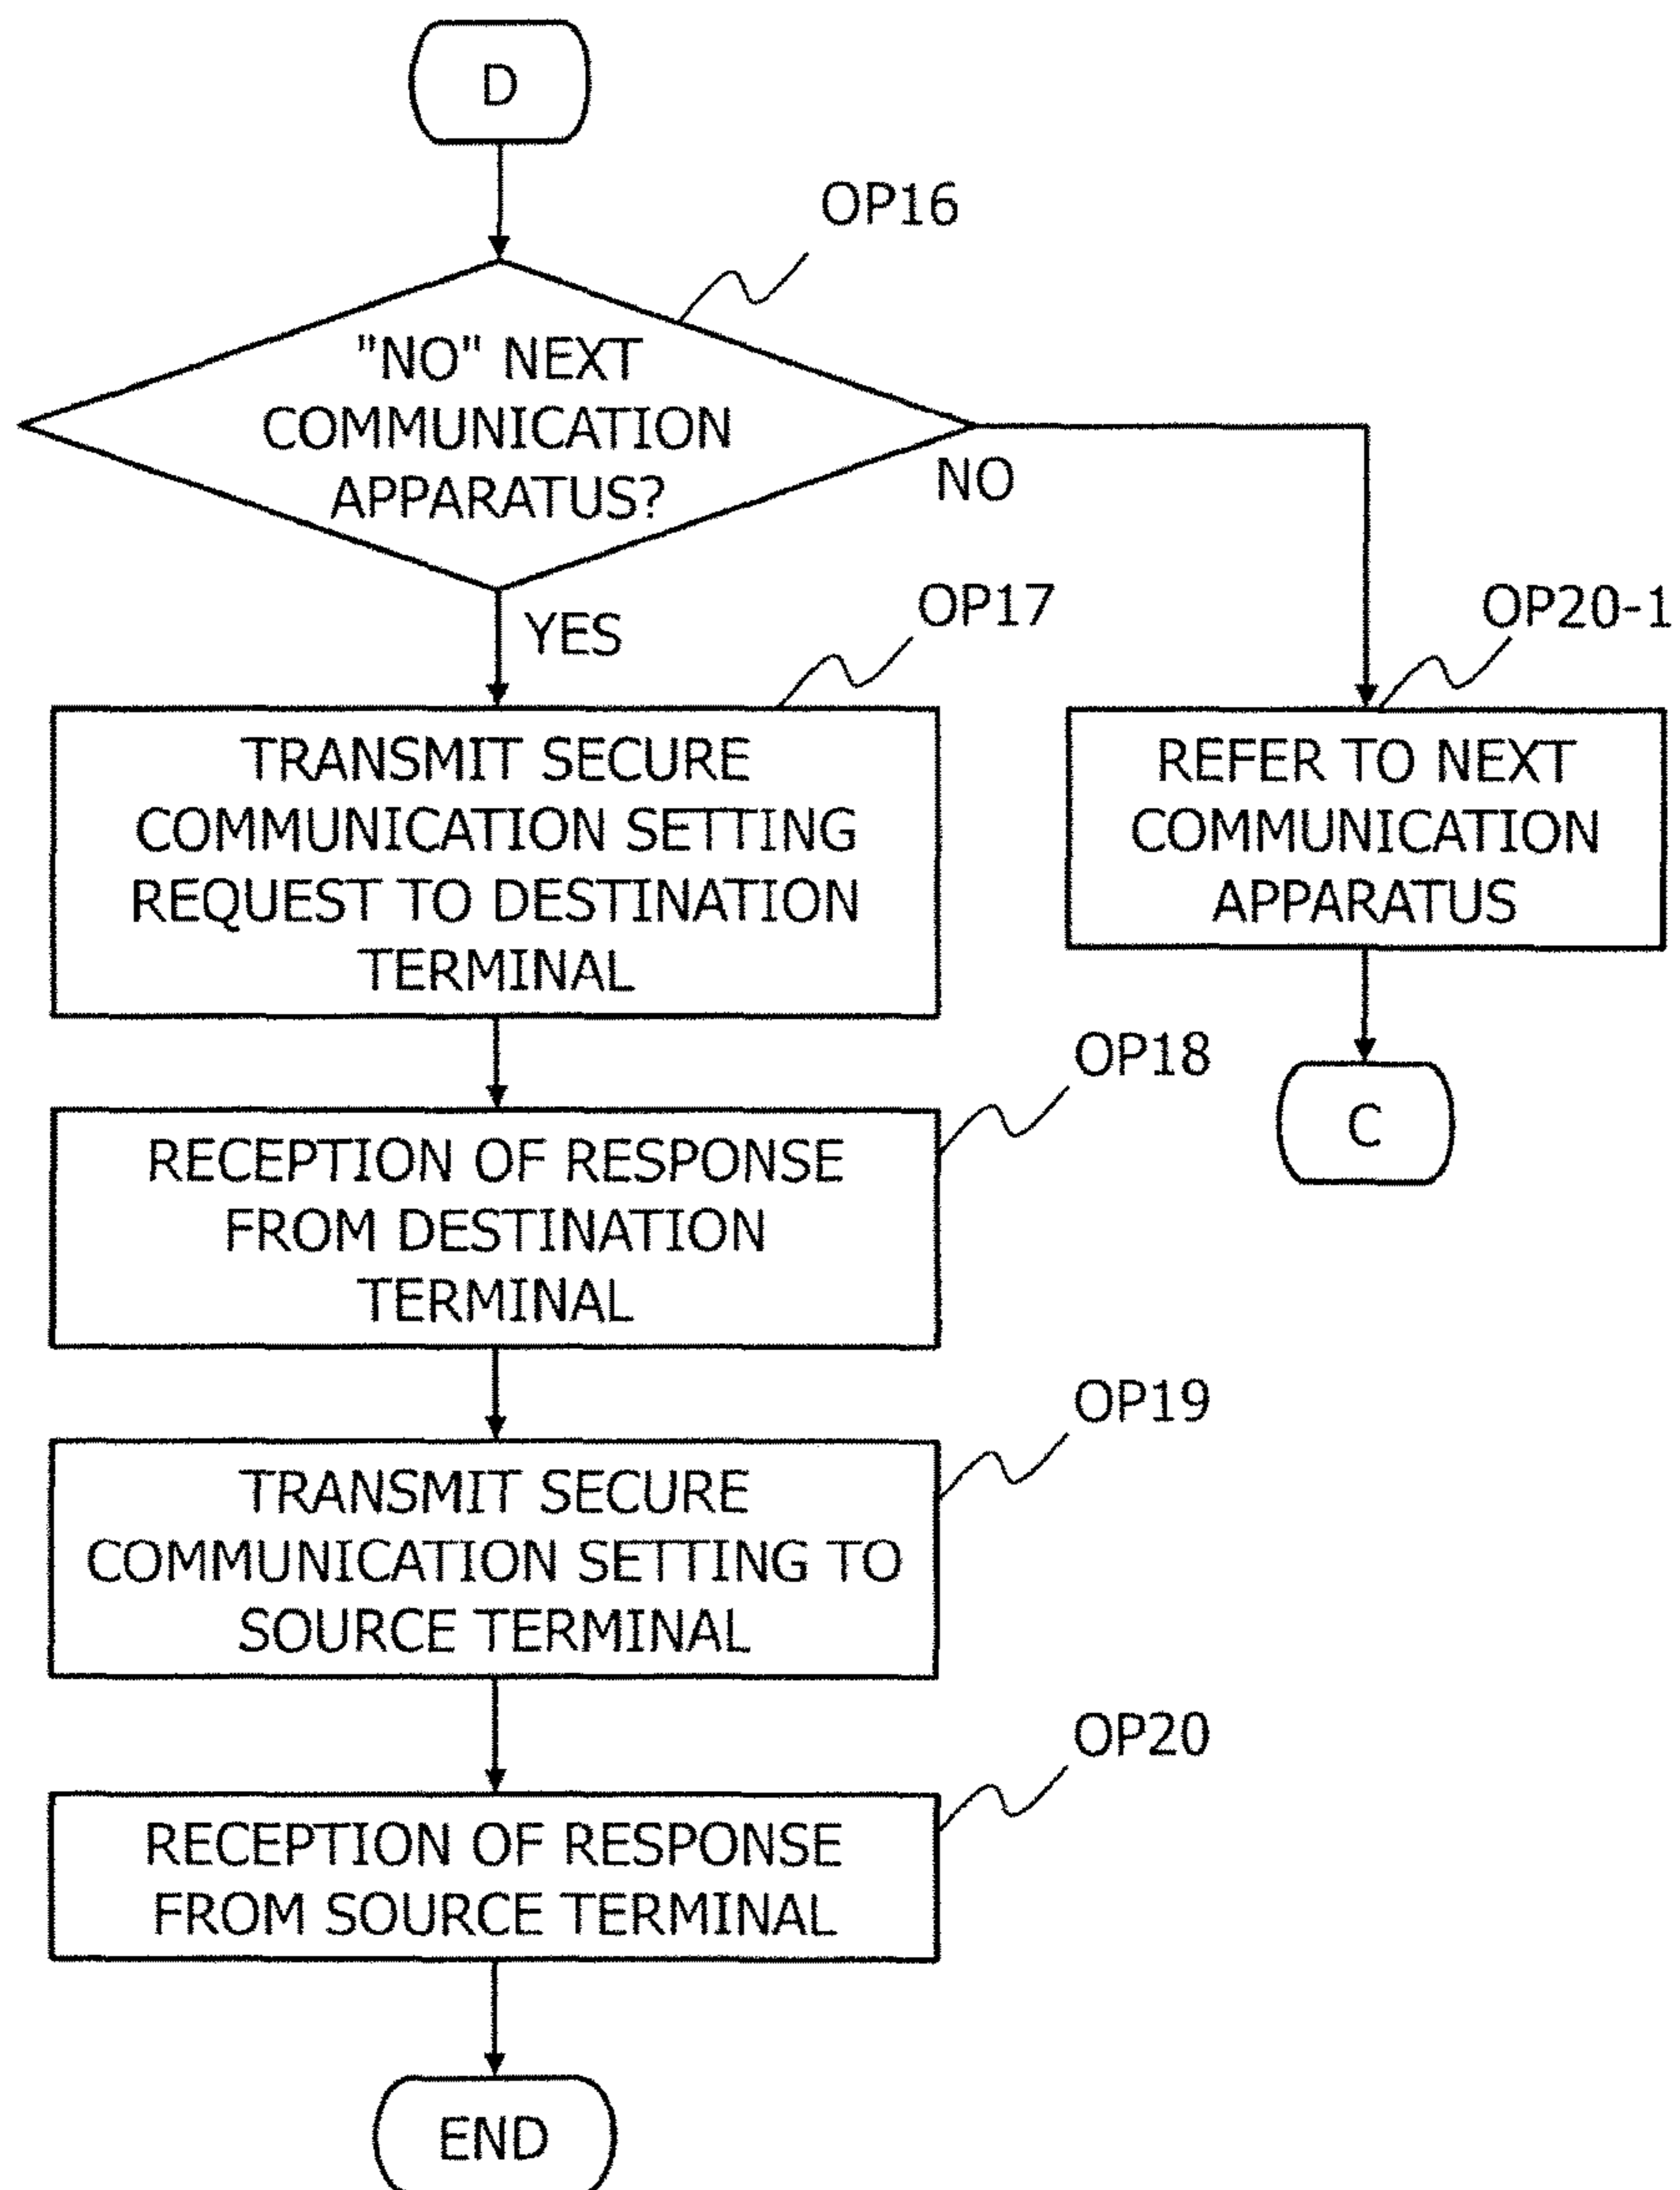 D
OP16
"NO" NEXT
COMMUNICATION
APPARATUS?
NO
YES
OP17
OP20-1
TRANSMIT SECURE
COMMUNICATION SETTING
REQUEST TO DESTINATION
TERMINAL
REFER TO NEXT
COMMUNICATION
APPARATUS
OP18
C
RECEPTION OF RESPONSE
FROM DESTINATION
TERMINAL
OP19
TRANSMIT SECURE
COMMUNICATION SETTING TO
SOURCE TERMINAL
OP20
RECEPTION OF RESPONSE
FROM SOURCE TERMINAL
END